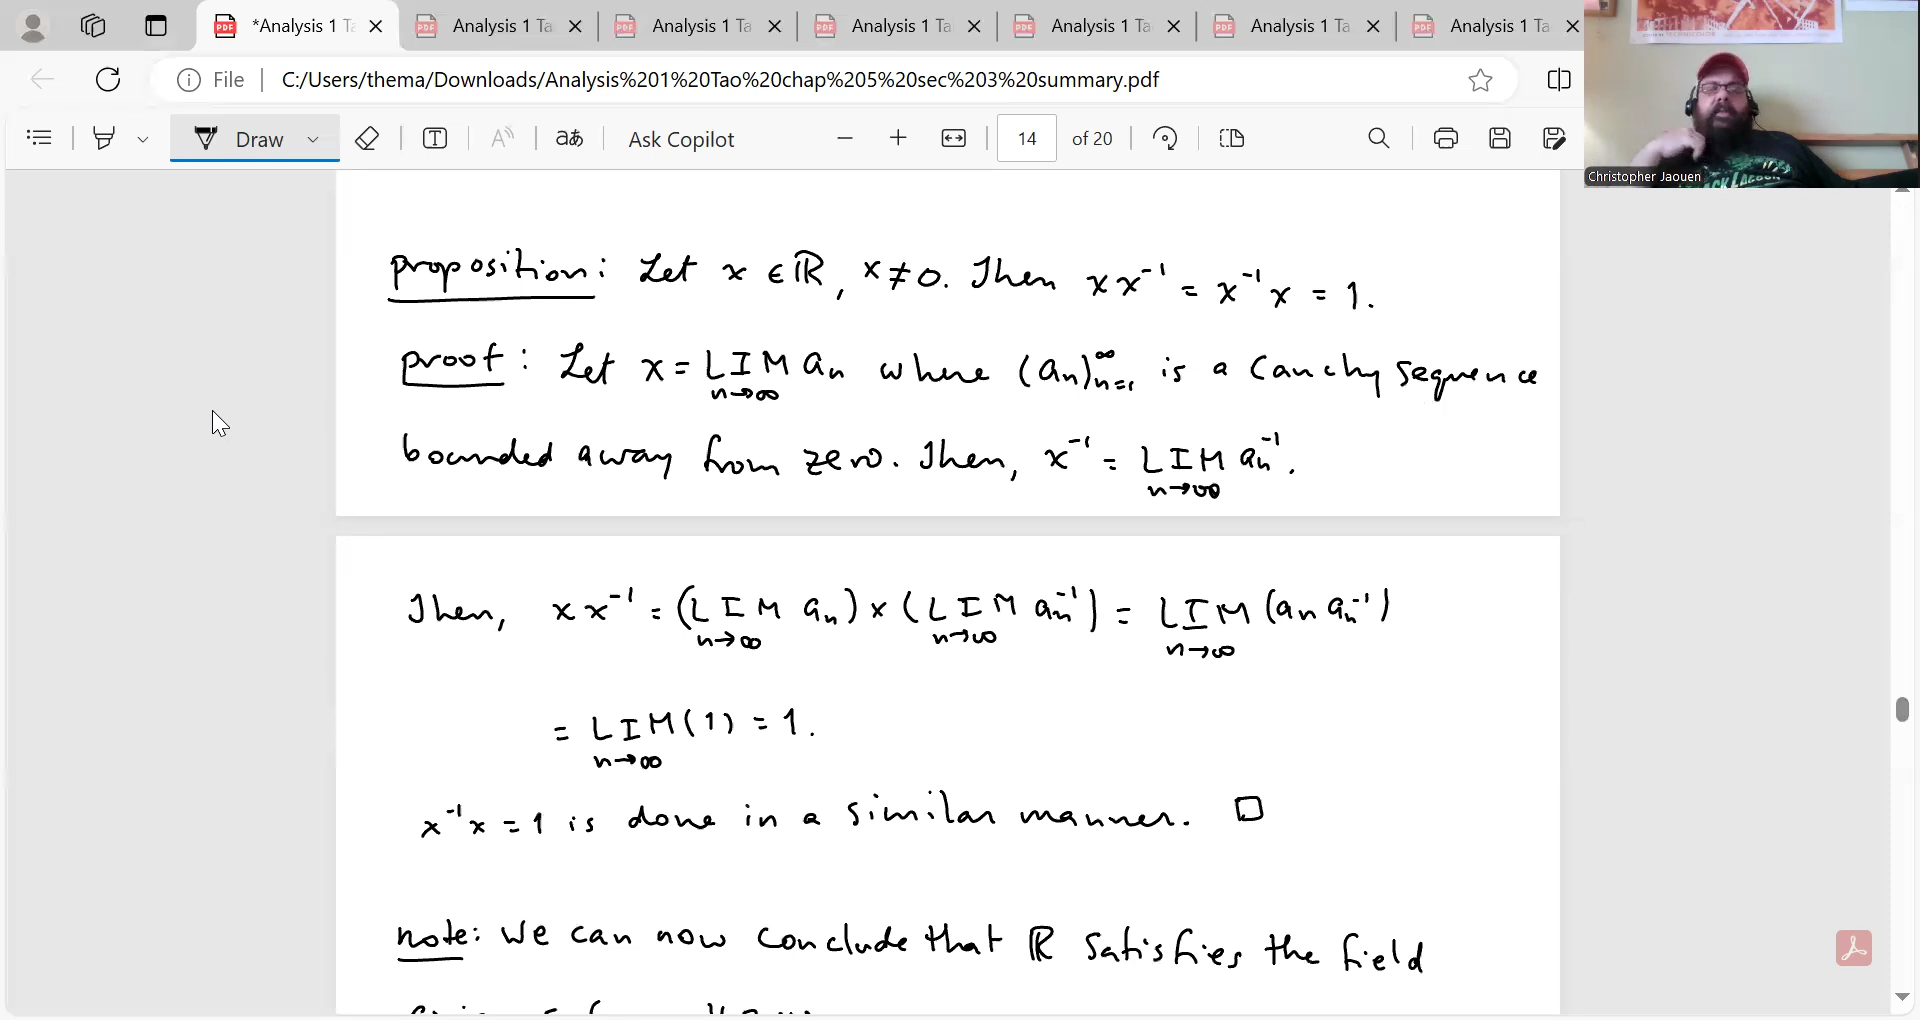 *Analysis 1 Ta
Analysis 1 Ta
Analysis 1 Ta
Analysis 1 Ta
Analysis 1 Ta
Analysis 1 Ta
Analysis 1 Ta
File
C:/Users/thema/Downloads/Analysis%201%20Tao%20chap%205%20sec%203%20summary.pdf
Draw
aあ
Ask Copilot
14 of 20
Christopher Jaouen
proposition: Let x ∈ ℝ, x ≠ 0. Then x x⁻¹ = x⁻¹ x = 1.
proof: Let x = LIM n→∞ aₙ where (aₙ)∞ n=1 is a Cauchy sequence
bounded away from zero. Then, x⁻¹ = LIM n→∞ aₙ⁻¹.
Then, x x⁻¹ = (LIM n→∞ aₙ) × (LIM n→∞ aₙ⁻¹) = LIM n→∞ (aₙ aₙ⁻¹)
= LIM n→∞ (1) = 1.
x⁻¹ x = 1 is done in a similar manner. □
note: We can now conclude that ℝ satisfies the field